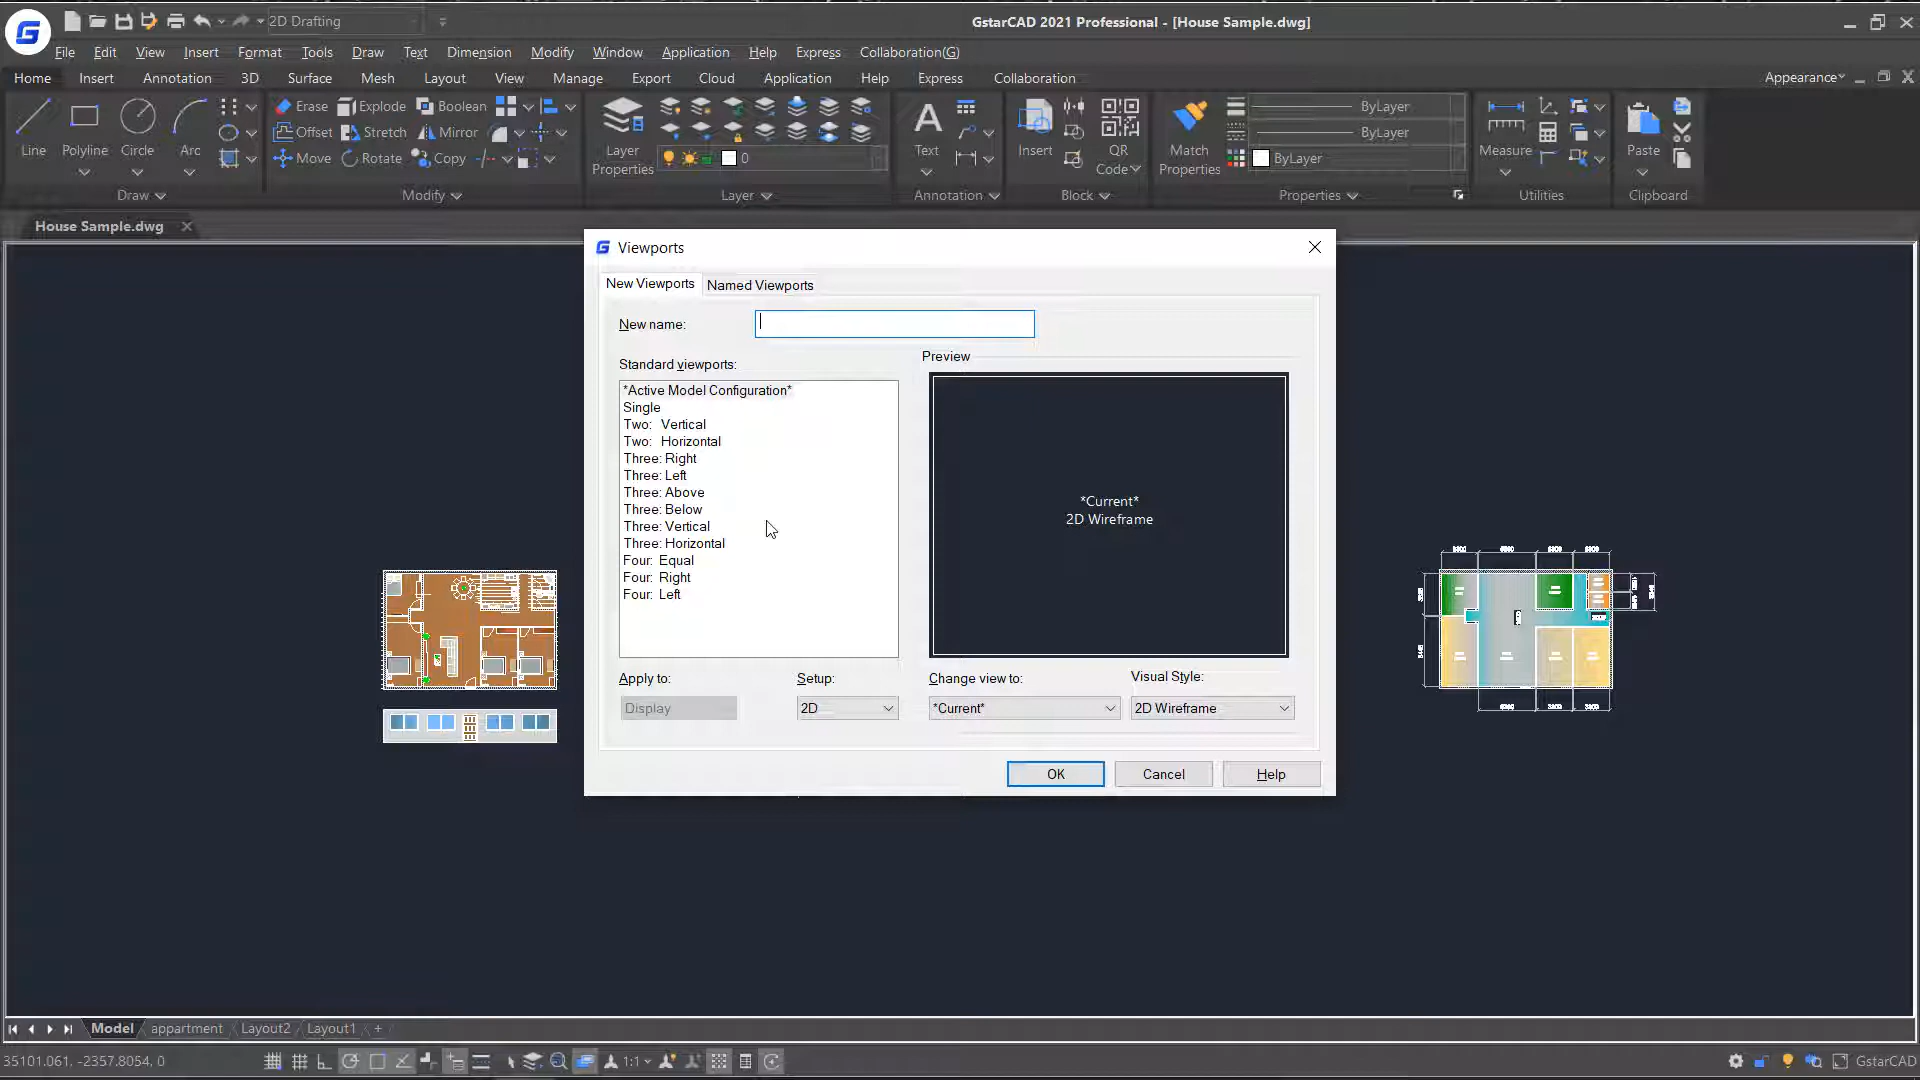 2D Drafting
GstarCAD 2021 Professional - [House Sample.dwg]
File Edit View Insert Format Tools Draw Text Dimension Modify Window Application Help Express Collaboration(G)
Home Insert Annotation 3D Surface Mesh Layout View Manage Export Cloud Application Help Express Collaboration Appearance
Erase Explode Boolean
Offset Stretch Mirror
Move Rotate Copy
Line Polyline Circle Arc
Layer Properties
0
Text
Insert
QR Code
Match Properties
ByLayer
ByLayer
ByLayer
Measure
Paste
Draw Modify Layer Annotation Block Properties Utilities Clipboard
House Sample.dwg
Viewports
New Viewports Named Viewports
New name:
Standard viewports:
Preview
*Active Model Configuration*
Single
Two: Vertical
Two: Horizontal
Three: Right
Three: Left
Three: Above
Three: Below
Three: Vertical
Three: Horizontal
Four: Equal
Four: Right
Four: Left
*Current*
2D Wireframe
Apply to: Setup: Change view to: Visual Style:
Display 2D *Current* 2D Wireframe
OK Cancel Help
Model appartment Layout2 Layout1 +
35101.061, -2357.8054, 0
1:1
GstarCAD